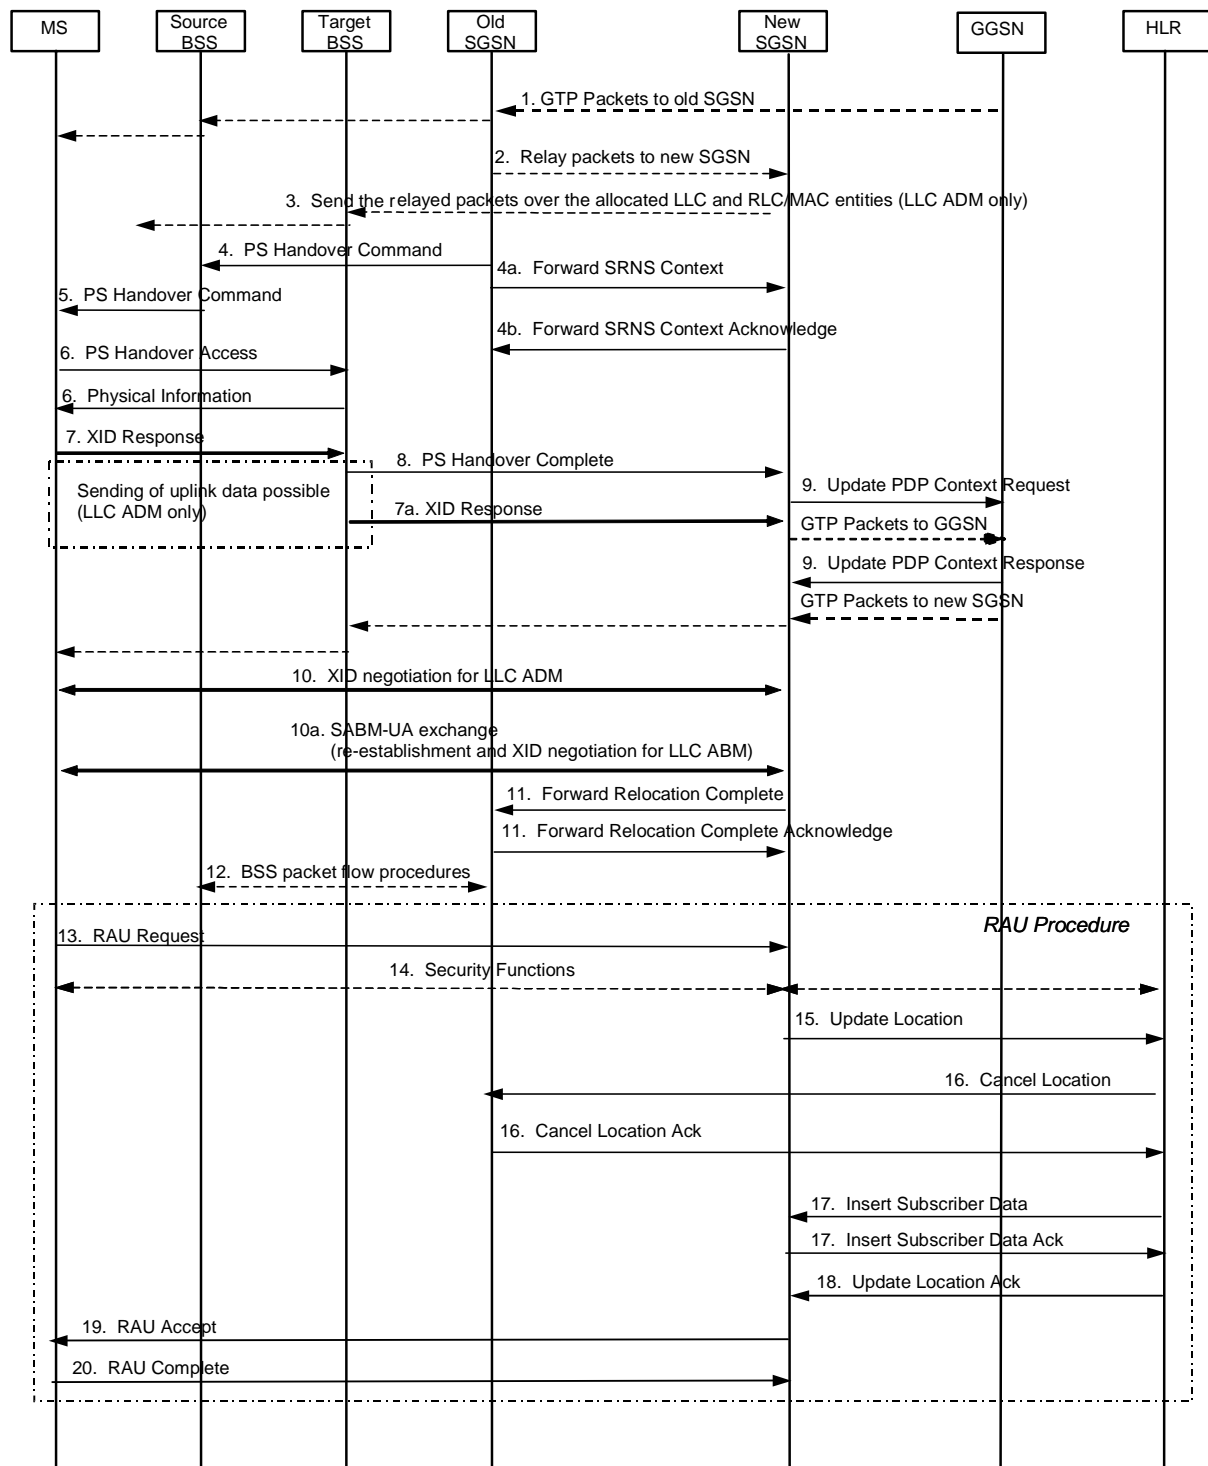 MS
Source
BSS
Target
BSS
Old
SGSN
New
SGSN
GGSN
HLR
1. GTP Packets to old SGSN
2. Relay packets to new SGSN
3. Send the relayed packets over the allocated LLC and RLC/MAC entities (LLC ADM only)
4. PS Handover Command
4a. Forward SRNS Context
5. PS Handover Command
4b. Forward SRNS Context Acknowledge
6. PS Handover Access
6. Physical Information
7. XID Response
8. PS Handover Complete
Sending of uplink data possible
(LLC ADM only)
9. Update PDP Context Request
7a. XID Response
GTP Packets to GGSN
9. Update PDP Context Response
GTP Packets to new SGSN
10. XID negotiation for LLC ADM
10a. SABM-UA exchange
(re-establishment and XID negotiation for LLC ABM)
11. Forward Relocation Complete
11. Forward Relocation Complete Acknowledge
12. BSS packet flow procedures
RAU Procedure
13. RAU Request
14. Security Functions
15. Update Location
16. Cancel Location
16. Cancel Location Ack
17. Insert Subscriber Data
17. Insert Subscriber Data Ack
18. Update Location Ack
19. RAU Accept
20. RAU Complete